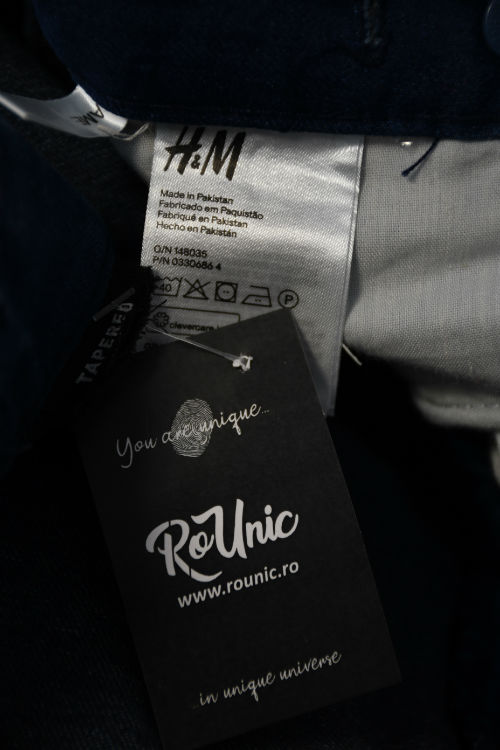 H&M
Made in Pakistan
Fabricado em Paquistão
Fabriqué en Pakistan
Hecho en Pakistán
O/N 148035
P/N 0330686 4
40
P
TAPERED
You are unique...
RoUnic
www.rounic.ro
...in unique universe